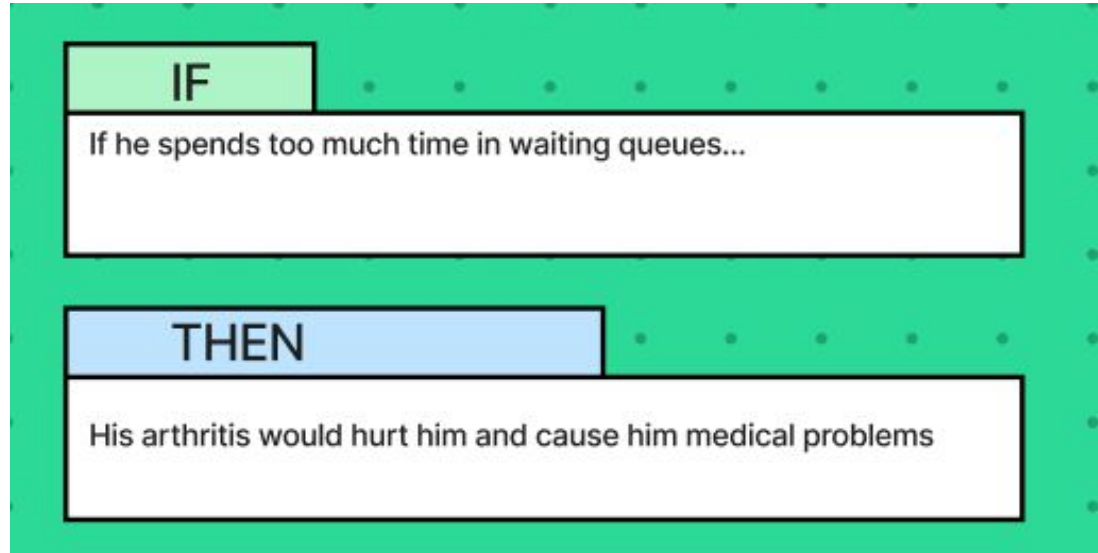 IF
If he spends too much time in waiting queues...
THEN
His arthritis would hurt him and cause him medical problems